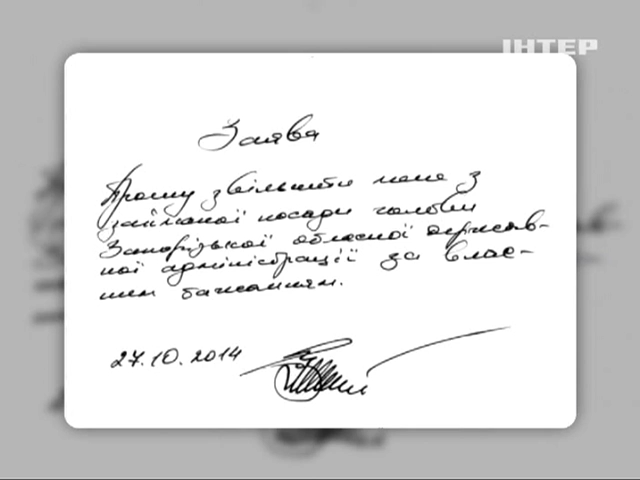 ІНТЕР
Заява
Прошу звільнити мене з
займаної посади голови
Запорізької обласної держав-
ної адміністрації за влас-
ним бажанням.
27.10.2014